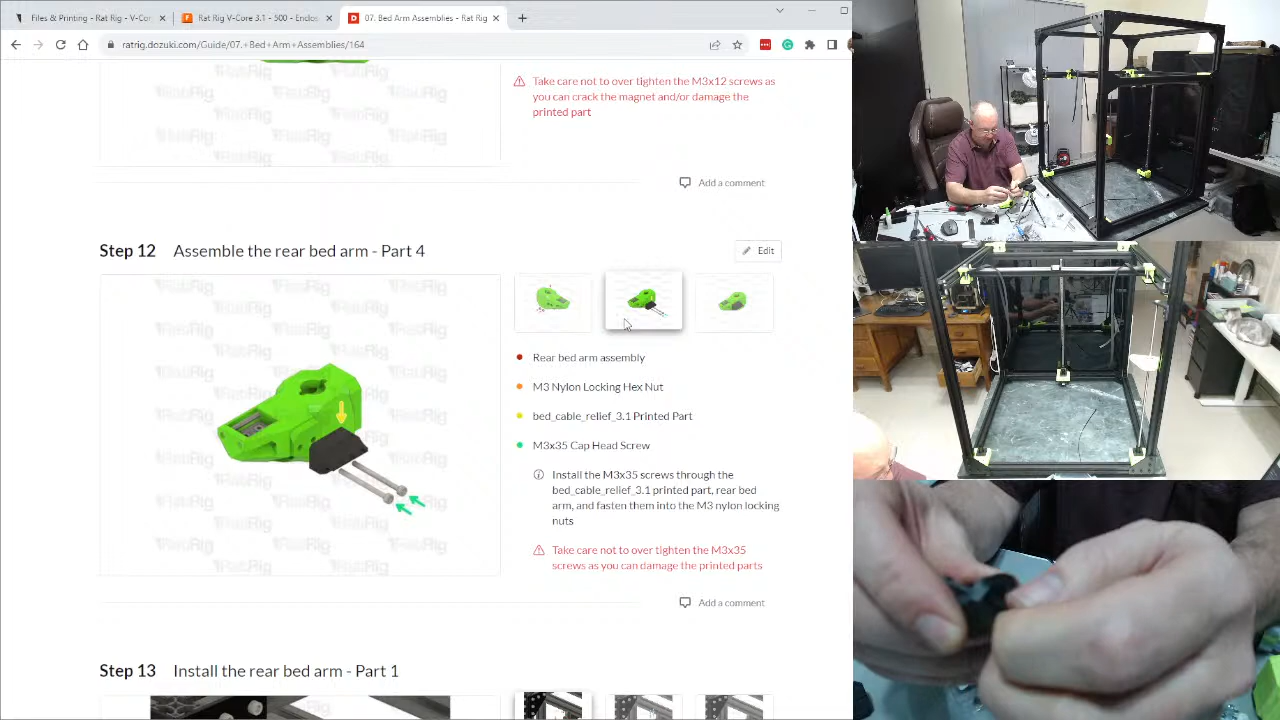 Files & Printing - Rat Rig V-Co
Rat Rig V-Core 3.1 - 500 - Enclos
07. Bed Arm Assemblies - Rat Rig
ratrig.dozuki.com/Guide/07.+Bed+Arm+Assemblies/164
Take care not to over tighten the M3x12 screws as
you can crack the magnet and/or damage the
printed part
Add a comment
Step 12 Assemble the rear bed arm - Part 4
Edit
Rear bed arm assembly
M3 Nylon Locking Hex Nut
bed_cable_relief_3.1 Printed Part
M3x35 Cap Head Screw
Install the M3x35 screws through the
bed_cable_relief_3.1 printed part, rear bed
arm, and fasten them into the M3 nylon locking
nuts
Take care not to over tighten the M3x35
screws as you can damage the printed parts
Add a comment
Step 13 Install the rear bed arm - Part 1